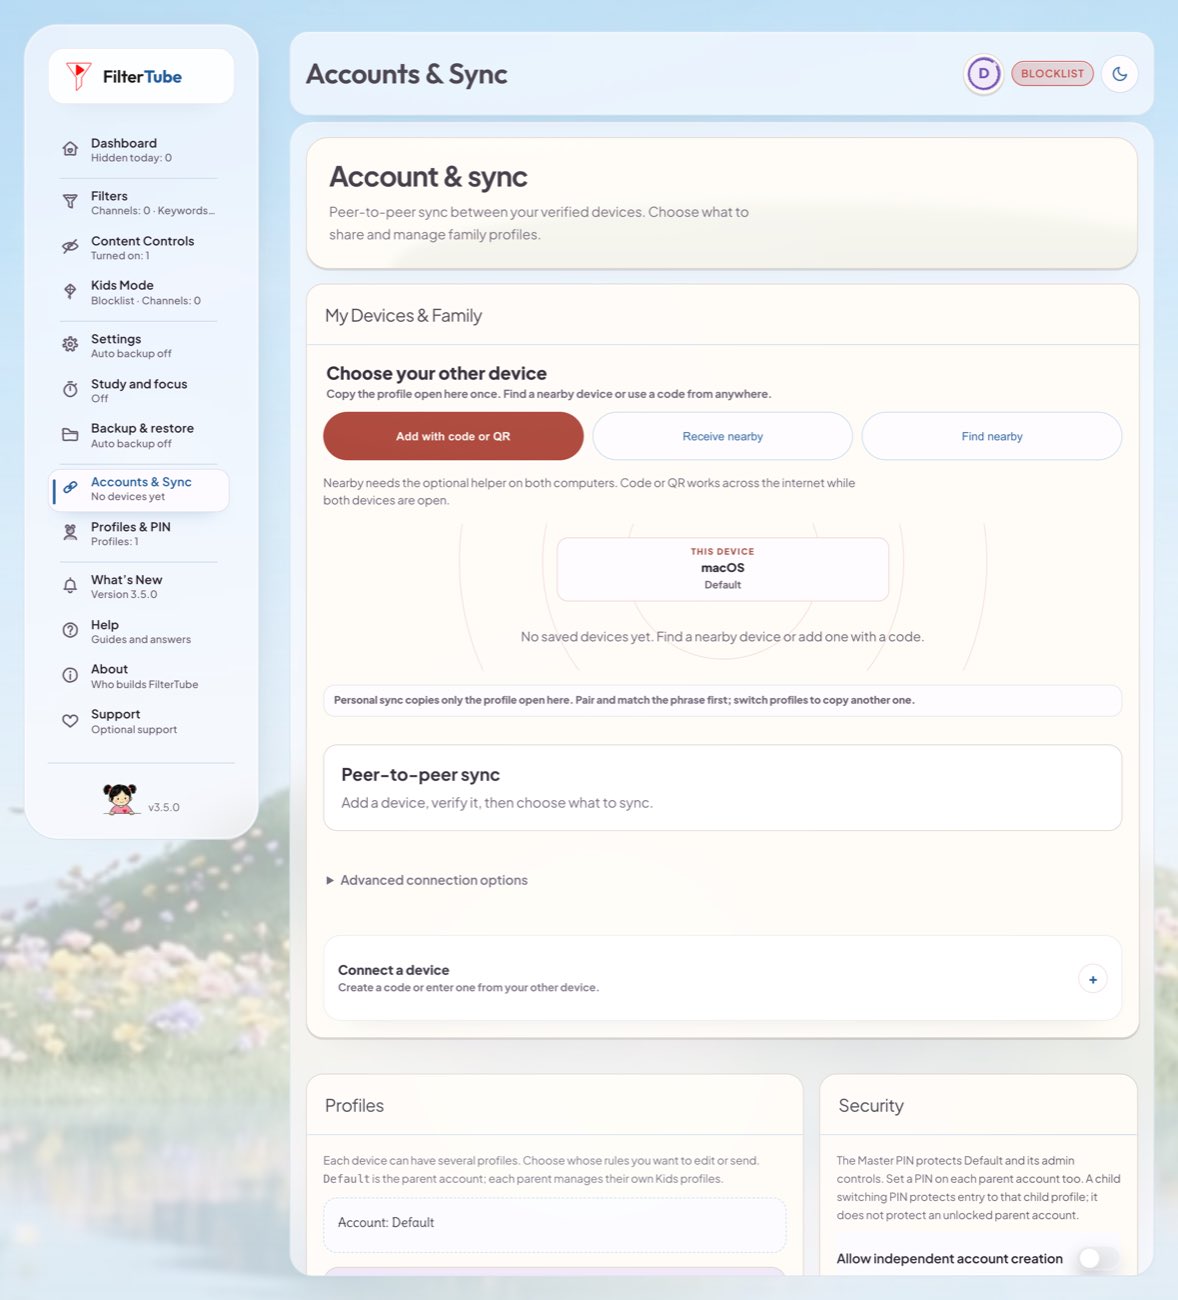 FilterTube
Dashboard
Hidden today: 0
Filters
Channels: 0 · Keywords...
Content Controls
Turned on: 1
Kids Mode
Blocklist · Channels: 0
Settings
Auto backup off
Study and focus
Off
Backup & restore
Auto backup off
Accounts & Sync
No devices yet
Profiles & PIN
Profiles: 1
What's New
Version 3.5.0
Help
Guides and answers
About
Who builds FilterTube
Support
Optional support
v3.5.0
Accounts & Sync
D
BLOCKLIST
Account & sync
Peer-to-peer sync between your verified devices. Choose what to
share and manage family profiles.
My Devices & Family
Choose your other device
Copy the profile open here once. Find a nearby device or use a code from anywhere.
Add with code or QR
Receive nearby
Find nearby
Nearby needs the optional helper on both computers. Code or QR works across the internet while
both devices are open.
THIS DEVICE
macOS
Default
No saved devices yet. Find a nearby device or add one with a code.
Personal sync copies only the profile open here. Pair and match the phrase first; switch profiles to copy another one.
Peer-to-peer sync
Add a device, verify it, then choose what to sync.
Advanced connection options
Connect a device
Create a code or enter one from your other device.
+
Profiles
Each device can have several profiles. Choose whose rules you want to edit or send.
Default is the parent account; each parent manages their own Kids profiles.
Account: Default
Security
The Master PIN protects Default and its admin
controls. Set a PIN on each parent account too. A child
switching PIN protects entry to that child profile; it
does not protect an unlocked parent account.
Allow independent account creation